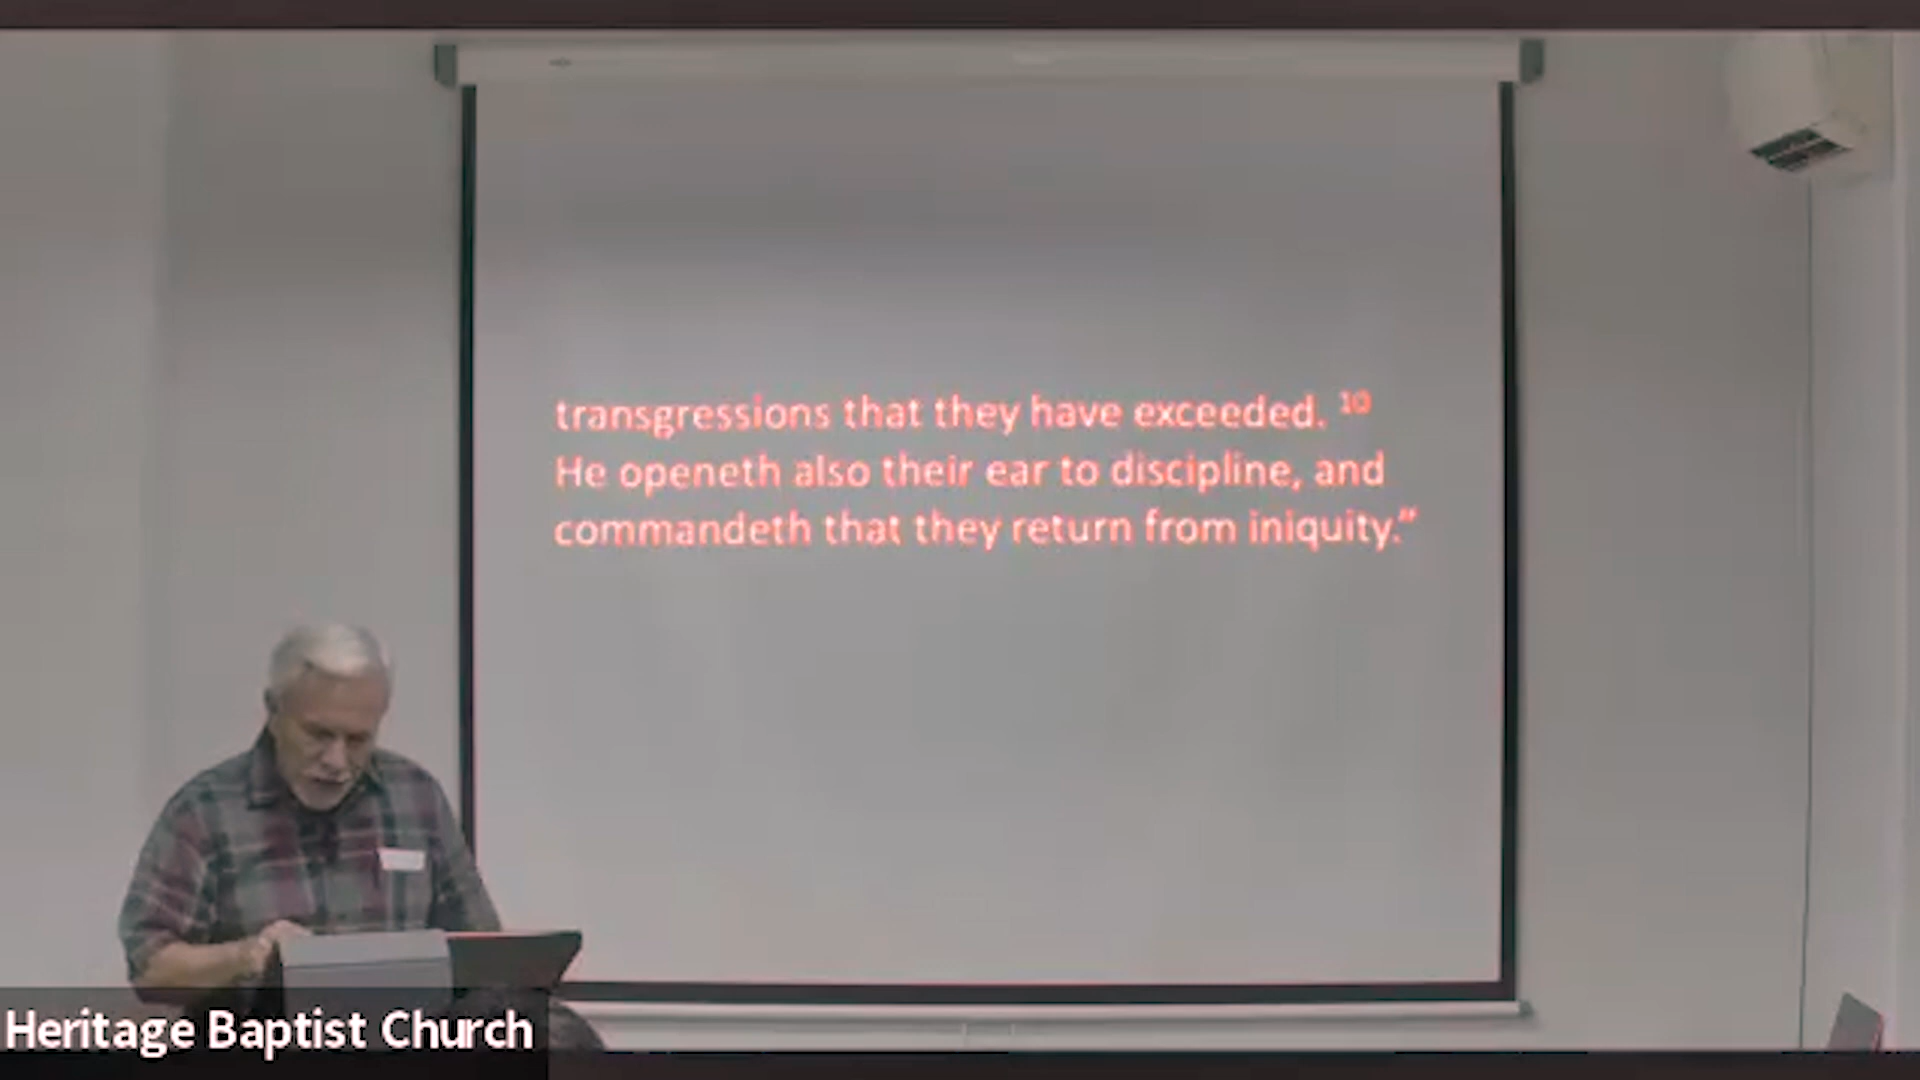 transgressions that they have exceeded. 10
He openeth also their ear to discipline, and
commandeth that they return from iniquity.”
Heritage Baptist Church